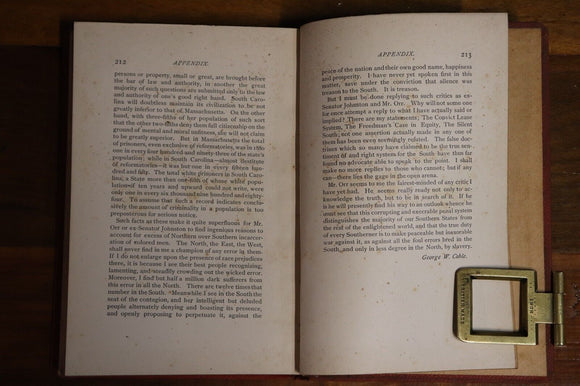 212 APPENDIX.
persons or property, small or great, are brought before
the bar of law and authority, in the great
majority of such questions are submitted only to the law
and authority of one's good right hand. South Caro-
lina will doubtless maintain its civilization to be not
greatly inferior to that of Massachusetts. On the other
hand, with three-fifths of her population of such
sort that the other two-fifths deny them full citizenship on the
ground of mental and moral unfitness, she will not claim
to be greatly superior. But in Massachusetts the total
of prisoners, even exclusive of reformatories, was in 1880
one in every four hundred and ninety-three of the state's
population; while in South Carolina—almost destitute
of reformatories—it was but one in every fifteen hun-
dred and fifty. The total white prisoners in South Caro-
lina, a State more than one-fifth of whose white popula-
tion—if ten years and upward could not write, were
only one in every six thousand nine hundred and eighty-
four. To assume that such a record indicates conclu-
sively the amount of criminality in a population is too
preposterous for serious notice.
Such facts as these make it quite superfluous for Mr.
Orr or ex-Senator Johnston to find ingenious reasons to
account for excess of Northern over Southern incarcer-
ation of colored men. The North, the East, the West,
shall never find in me a champion of any error in them.
If I do not enlarge upon the presence of race prejudices
there, it is because I see their best people recognizing,
lamenting, and steadily crowding out the wicked error.
Moreover, I find but half a million dark sufferers from
this error in all the North. There are twelve times that
number in the South. Meanwhile I see in the South the
seat of the contagion, and her intelligent but deluded
people alternately denying and boasting its presence,
and openly proposing to perpetuate it, against the
APPENDIX. 213
peace of the nation and their own good name, happiness
and prosperity. I have never yet spoken first in this
matter, save under the conviction that silence was
treason to the South. It is treason.
But I must be done replying to such critics as ex-
Senator Johnston and Mr. Orr. Why will not some one
for once attempt a reply to what I have actually said or
implied? There are my statements, The Convict Lease
System, The Freedman's Case in Equity, The Silent
South; not one assertion actually made in any one of
them has been even seemingly refuted. The false doc-
trines which so many have claimed to be the true sen-
timent of and right system for the South have thus far
found no advocate able to speak to the point. I shall
make no more replies to those who cannot; but if any
can—there lies the gage in the open arena.
Mr. Orr seems to me the fairest-minded of any critic I
have yet had. He seems really ready not only to ac-
knowledge the truth, but to be in search of it. If he
is he will presently find his way to an outlook whence he
must see that this corrupting and execrable penal system
distinguishes the majority of our Southern States from
the rest of the enlightened world, and that the true duty
of every Southerner is to make peaceable but inexorable
war against it, as against all the foul errors bred in the
South, and only in less degree in the North, by slavery.
George W. Cable.